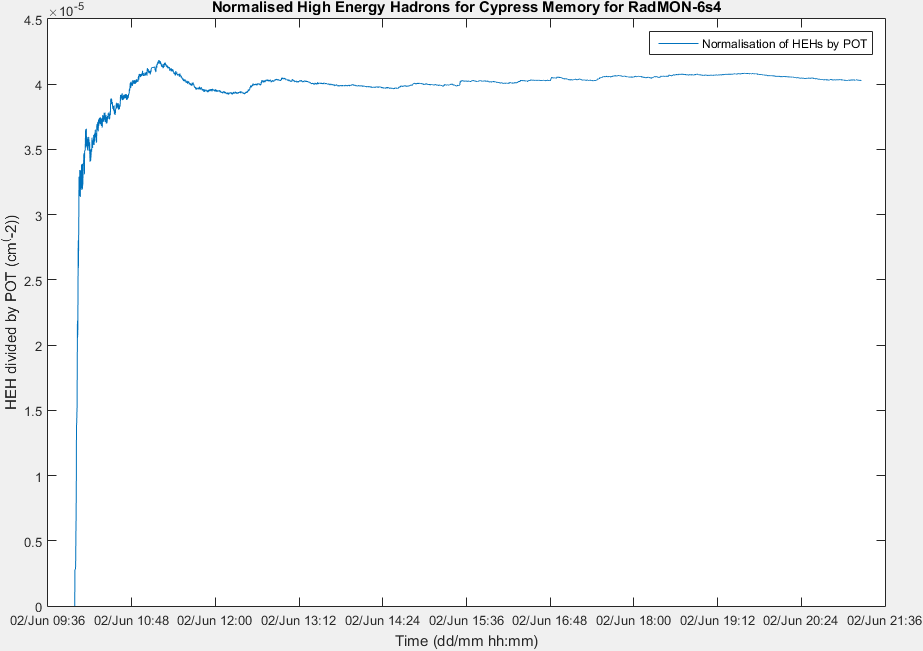 Normalised High Energy Hadrons for Cypress Memory for RadMON-6s4
×10-5
Normalisation of HEHs by POT
4.5
4
3.5
3
2.5
2
1.5
1
0.5
0
HEH divided by POT (cm(-2))
02/Jun 09:36 02/Jun 10:48 02/Jun 12:00 02/Jun 13:12 02/Jun 14:24 02/Jun 15:36 02/Jun 16:48 02/Jun 18:00 02/Jun 19:12 02/Jun 20:24 02/Jun 21:36
Time (dd/mm hh:mm)